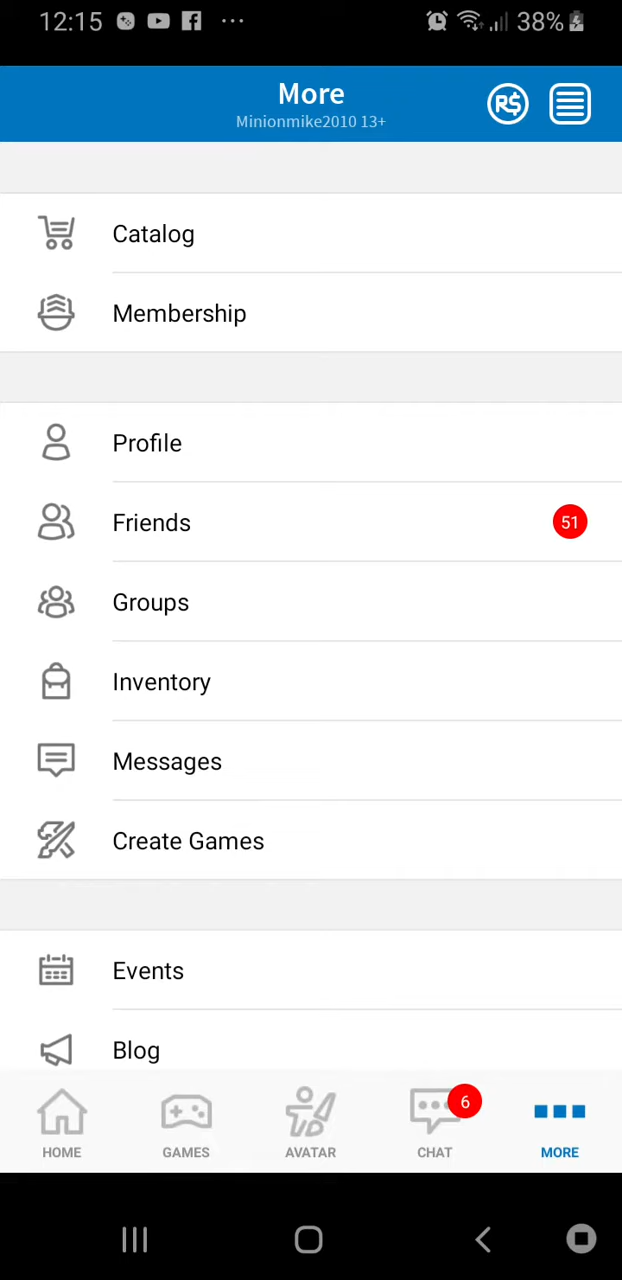 12:15 ... 38%
More
Minionmike2010 13+
R$
Catalog
Membership
Profile
Friends 51
Groups
Inventory
Messages
Create Games
Events
Blog
6
HOME GAMES AVATAR CHAT MORE